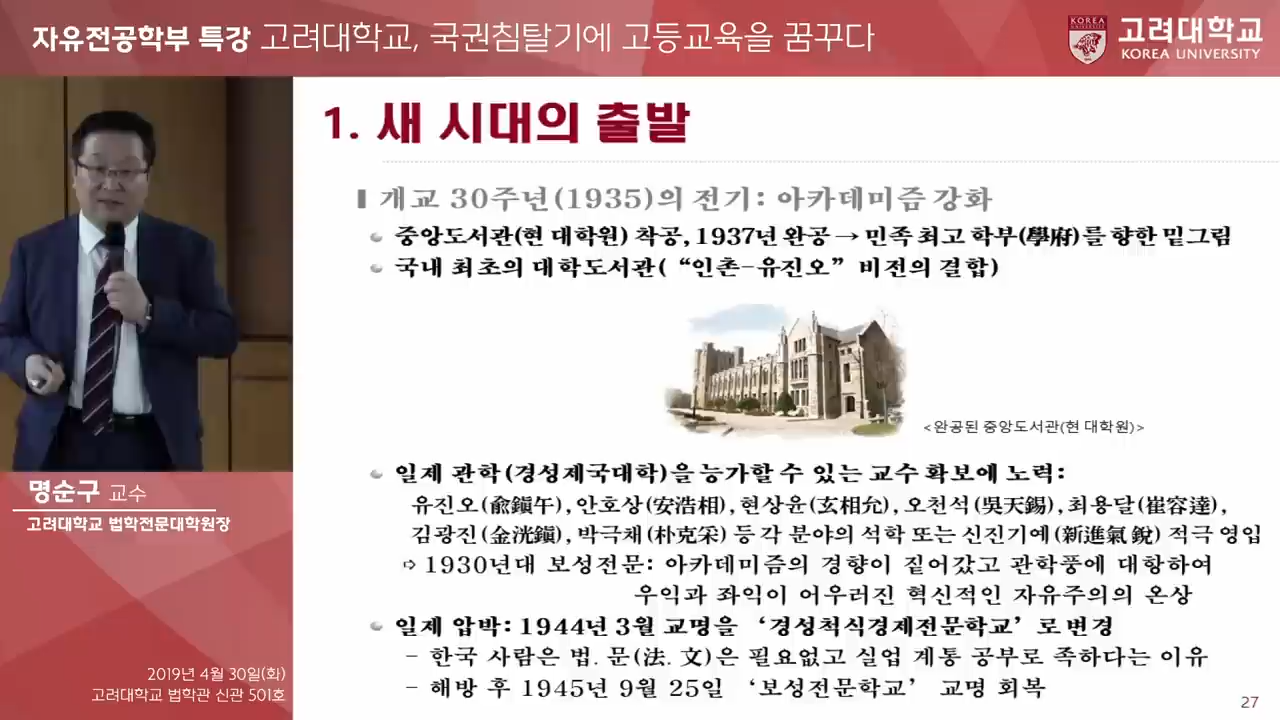 자유전공학부 특강 고려대학교, 국권침탈기에 고등교육을 꿈꾸다
KOREA
고려대학교
KOREA UNIVERSITY
1. 새 시대의 출발
개교 30주년(1935)의 전기: 아카데미즘 강화
중앙도서관(현 대학원) 착공, 1937년 완공 → 민족 최고 학부(學府)를 향한 밑그림
국내 최초의 대학도서관( “인촌-유진오” 비전의 결합)
<완공된 중앙도서관(현 대학원)>
일제 관학(경성제국대학)을 능가할 수 있는 교수 확보에 노력:
유진오(兪鎭午), 안호상(安浩相), 현상윤(玄相允), 오천석(吳天錫), 최용달(崔容達),
김광진(金洸鎭), 박극채(朴克采) 등 각 분야의 석학 또는 신진기예(新進氣銳) 적극 영입
⇨ 1930년대 보성전문: 아카데미즘의 경향이 짙어갔고 관학풍에 대항하여
우익과 좌익이 어우러진 혁신적인 자유주의의 온상
일제 압박: 1944년 3월 교명을 ‘경성척식경제전문학교’로 변경
- 한국 사람은 법. 문(法. 文)은 필요없고 실업 계통 공부로 족하다는 이유
- 해방 후 1945년 9월 25일 ‘보성전문학교’ 교명 회복
명순구 교수
고려대학교 법학전문대학원장
2019년 4월 30일(화)
고려대학교 법학관 신관 501호
27